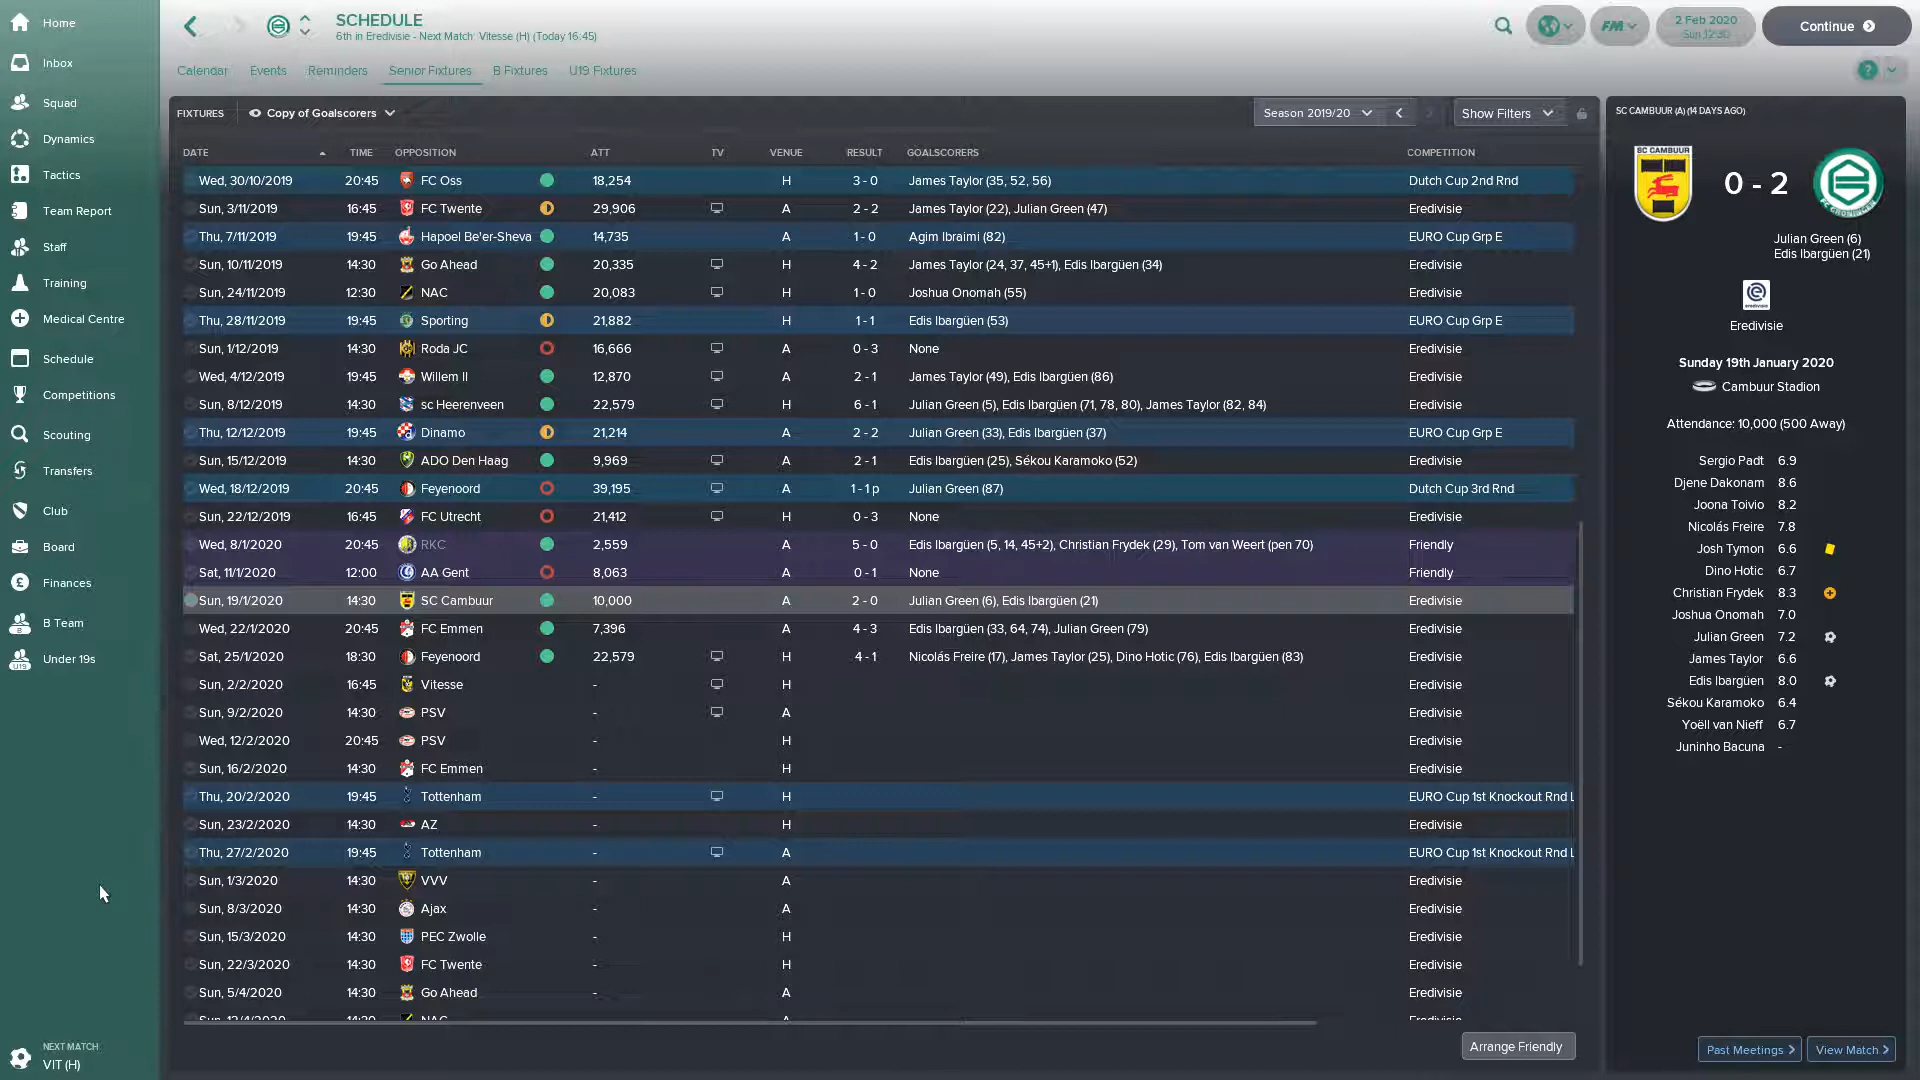 Home
Inbox
Squad
Dynamics
Tactics
Team Report
Staff
Training
Medical Centre
Schedule
Competitions
Scouting
Transfers
Club
Board
Finances
B Team
Under 19s
NEXT MATCH
VIT (H)
SCHEDULE
6th in Eredivisie - Next Match: Vitesse (H) (Today 16:45)
FM
2 Feb 2020
Sun 12:30
Continue
Calendar Events Reminders Senior Fixtures B Fixtures U19 Fixtures
FIXTURES Copy of Goalscorers Season 2019/20 Show Filters
DATE TIME OPPOSITION ATT TV VENUE RESULT GOALSCORERS COMPETITION
Wed, 30/10/2019 20:45 FC Oss 18,254 H 3 - 0 James Taylor (35, 52, 56) Dutch Cup 2nd Rnd
Sun, 3/11/2019 16:45 FC Twente 29,906 A 2 - 2 James Taylor (22), Julian Green (47) Eredivisie
Thu, 7/11/2019 19:45 Hapoel Be'er-Sheva 14,735 A 1 - 0 Agim Ibraimi (82) EURO Cup Grp E
Sun, 10/11/2019 14:30 Go Ahead 20,335 H 4 - 2 James Taylor (24, 37, 45+1), Edis Ibargüen (34) Eredivisie
Sun, 24/11/2019 12:30 NAC 20,083 H 1 - 0 Joshua Onomah (55) Eredivisie
Thu, 28/11/2019 19:45 Sporting 21,882 H 1 - 1 Edis Ibargüen (53) EURO Cup Grp E
Sun, 1/12/2019 14:30 Roda JC 16,666 A 0 - 3 None Eredivisie
Wed, 4/12/2019 19:45 Willem II 12,870 A 2 - 1 James Taylor (49), Edis Ibargüen (86) Eredivisie
Sun, 8/12/2019 14:30 sc Heerenveen 22,579 H 6 - 1 Julian Green (5), Edis Ibargüen (71, 78, 80), James Taylor (82, 84) Eredivisie
Thu, 12/12/2019 19:45 Dinamo 21,214 A 2 - 2 Julian Green (33), Edis Ibargüen (37) EURO Cup Grp E
Sun, 15/12/2019 14:30 ADO Den Haag 9,969 A 2 - 1 Edis Ibargüen (25), Sékou Karamoko (52) Eredivisie
Wed, 18/12/2019 20:45 Feyenoord 39,195 A 1 - 1 p Julian Green (87) Dutch Cup 3rd Rnd
Sun, 22/12/2019 16:45 FC Utrecht 21,412 H 0 - 3 None Eredivisie
Wed, 8/1/2020 20:45 RKC 2,559 A 5 - 0 Edis Ibargüen (5, 14, 45+2), Christian Frydek (29), Tom van Weert (pen 70) Friendly
Sat, 11/1/2020 12:00 AA Gent 8,063 A 0 - 1 None Friendly
Sun, 19/1/2020 14:30 SC Cambuur 10,000 A 2 - 0 Julian Green (6), Edis Ibargüen (21) Eredivisie
Wed, 22/1/2020 20:45 FC Emmen 7,396 A 4 - 3 Edis Ibargüen (33, 64, 74), Julian Green (79) Eredivisie
Sat, 25/1/2020 18:30 Feyenoord 22,579 H 4 - 1 Nicolás Freire (17), James Taylor (25), Dino Hotic (76), Edis Ibargüen (83) Eredivisie
Sun, 2/2/2020 16:45 Vitesse - H Eredivisie
Sun, 9/2/2020 14:30 PSV - A Eredivisie
Wed, 12/2/2020 20:45 PSV - H Eredivisie
Sun, 16/2/2020 14:30 FC Emmen - H Eredivisie
Thu, 20/2/2020 19:45 Tottenham - H EURO Cup 1st Knockout Rnd L
Sun, 23/2/2020 14:30 AZ - H Eredivisie
Thu, 27/2/2020 19:45 Tottenham - A EURO Cup 1st Knockout Rnd L
Sun, 1/3/2020 14:30 VVV - A Eredivisie
Sun, 8/3/2020 14:30 Ajax - A Eredivisie
Sun, 15/3/2020 14:30 PEC Zwolle - H Eredivisie
Sun, 22/3/2020 14:30 FC Twente - H Eredivisie
Sun, 5/4/2020 14:30 Go Ahead - A Eredivisie
Sun, 12/4/2020 14:30 NAC - A Eredivisie
Arrange Friendly
SC CAMBUUR (A) (14 DAYS AGO)
SC CAMBUUR
FC GRONINGEN
0 - 2
Julian Green (6)
Edis Ibargüen (21)
eredivisie
Eredivisie
Sunday 19th January 2020
Cambuur Stadion
Attendance: 10,000 (500 Away)
Sergio Padt 6.9
Djene Dakonam 8.6
Joona Toivio 8.2
Nicolás Freire 7.8
Josh Tymon 6.6
Dino Hotic 6.7
Christian Frydek 8.3
Joshua Onomah 7.0
Julian Green 7.2
James Taylor 6.6
Edis Ibargüen 8.0
Sékou Karamoko 6.4
Yoëll van Nieff 6.7
Juninho Bacuna -
Past Meetings
View Match